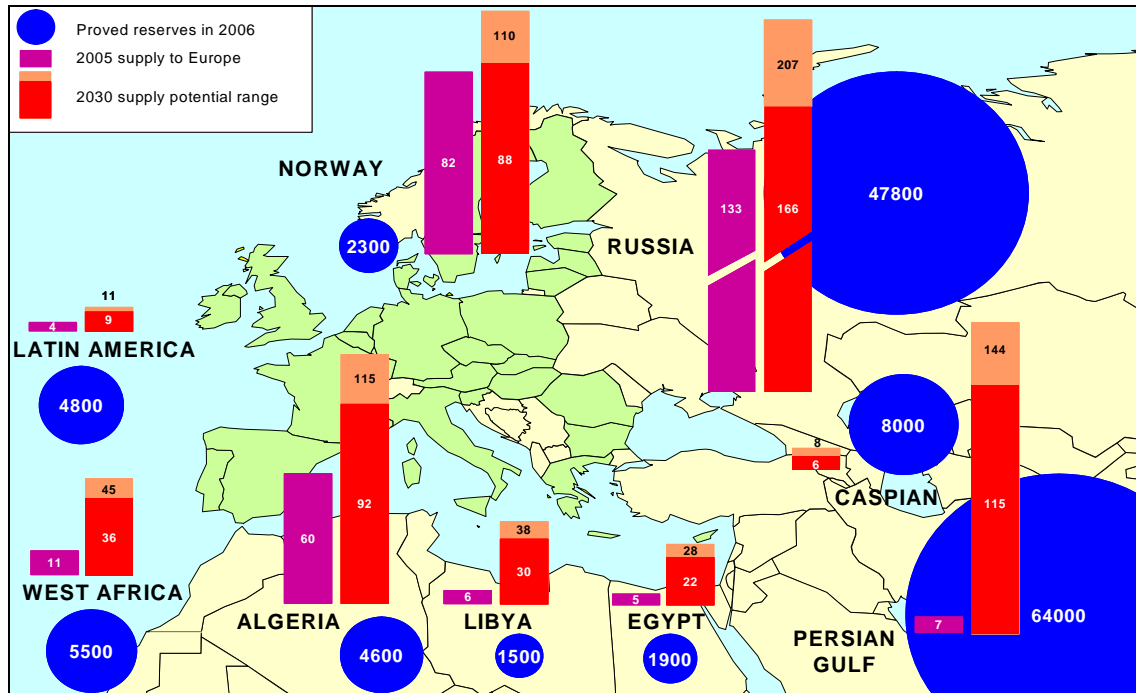 Proved reserves in 2006
2005 supply to Europe
2030 supply potential range
110
82
88
NORWAY
2300
207
133
166
47800
RUSSIA
11
4
9
LATIN AMERICA
4800
115
60
92
ALGERIA
4600
144
115
8000
8
6
CASPIAN
45
11
36
WEST AFRICA
5500
38
6
30
LIBYA
1500
28
5
22
EGYPT
1900
7
64000
PERSIAN
GULF